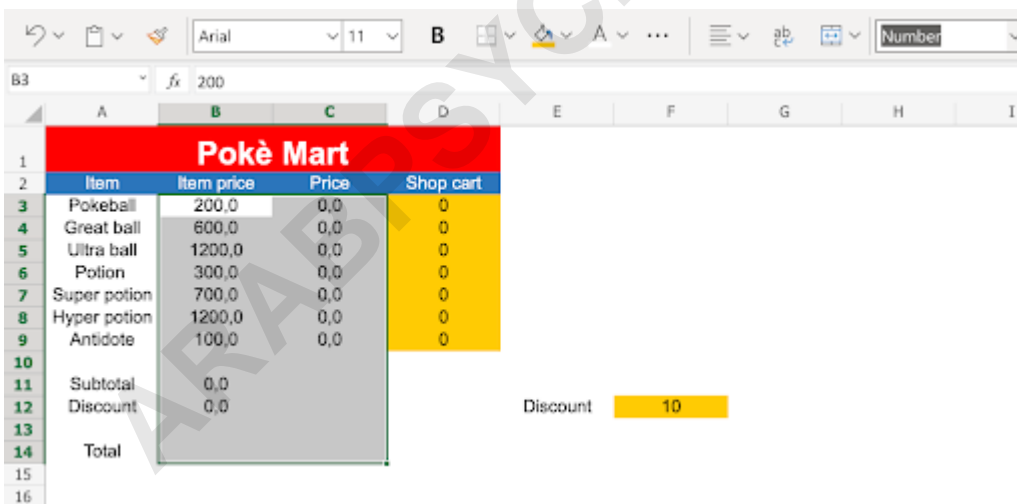 Arial 11 B A ... ab Number
B3 fx 200
A B C D E F G H I
1 Pokè Mart
2 Item Item price Price Shop cart
3 Pokeball 200,0 0,0 0
4 Great ball 600,0 0,0 0
5 Ultra ball 1200,0 0,0 0
6 Potion 300,0 0,0 0
7 Super potion 700,0 0,0 0
8 Hyper potion 1200,0 0,0 0
9 Antidote 100,0 0,0 0
10
11 Subtotal 0,0
12 Discount 0,0 Discount 10
13
14 Total
15
16
ARABPSYC